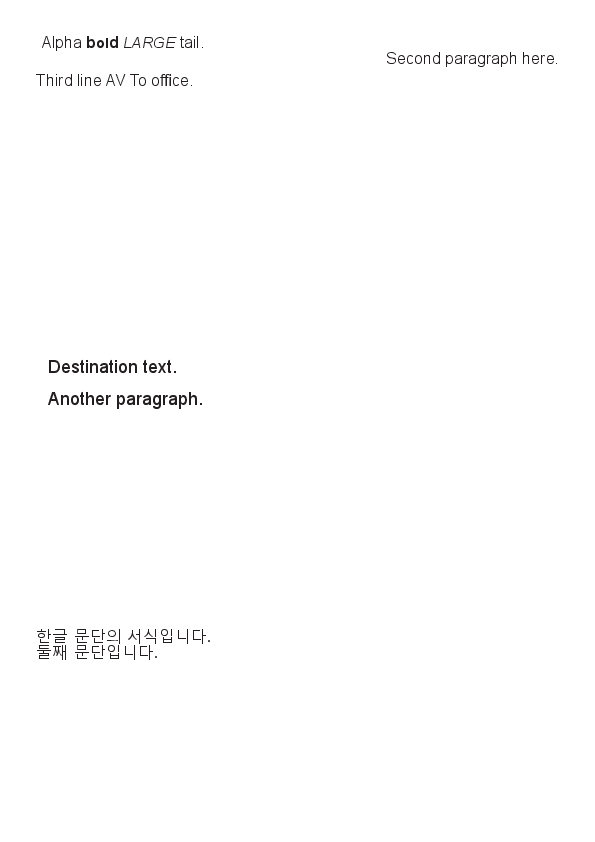 Alpha bold LARGE tail.
Second paragraph here.
Third line AV To office.
Destination text.
Another paragraph.
한글 문단의 서식입니다.
둘째 문단입니다.